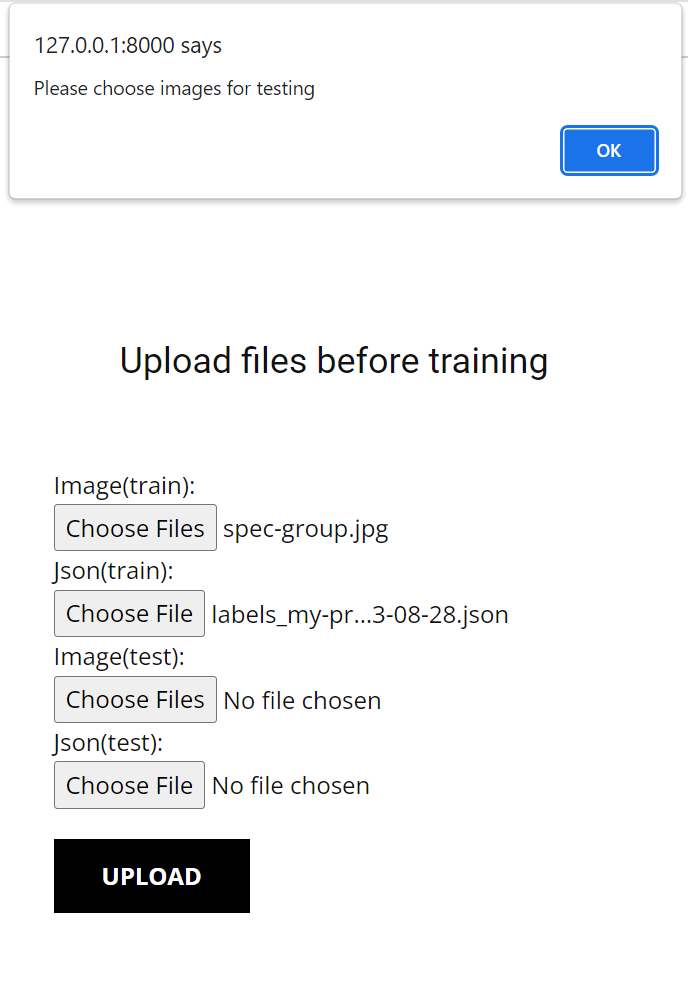 127.0.0.1:8000 says
Please choose images for testing
OK
Upload files before training
Image(train):
Choose Files spec-group.jpg
Json(train):
Choose File labels_my-pr...3-08-28.json
Image(test):
Choose Files No file chosen
Json(test):
Choose File No file chosen
UPLOAD